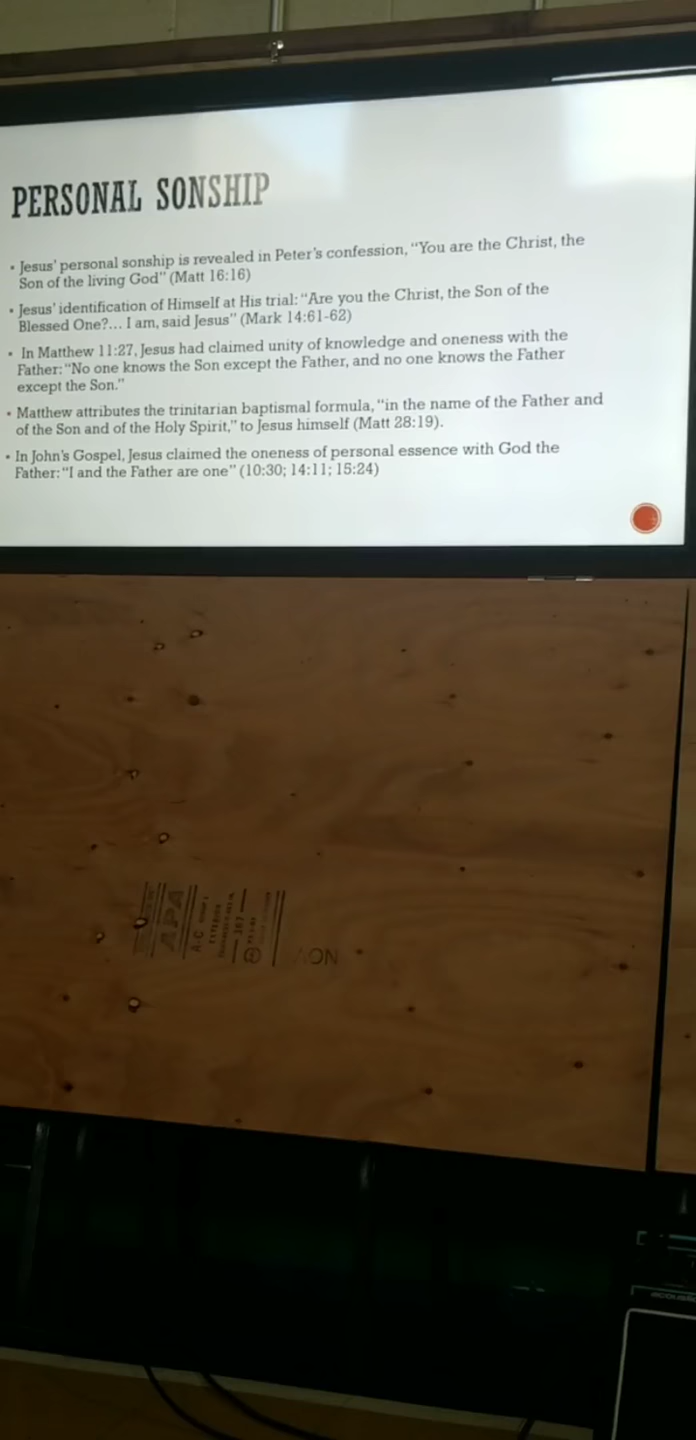 PERSONAL SONSHIP
• Jesus' personal sonship is revealed in Peter's confession, "You are the Christ, the
Son of the living God" (Matt 16:16)
• Jesus' identification of Himself at His trial: "Are you the Christ, the Son of the
Blessed One?... I am, said Jesus" (Mark 14:61-62)
• In Matthew 11:27, Jesus had claimed unity of knowledge and oneness with the
Father: "No one knows the Son except the Father, and no one knows the Father
except the Son."
• Matthew attributes the trinitarian baptismal formula, "in the name of the Father and
of the Son and of the Holy Spirit," to Jesus himself (Matt 28:19).
• In John's Gospel, Jesus claimed the oneness of personal essence with God the
Father: "I and the Father are one" (10:30; 14:11; 15:24)
APA
A-C
ON